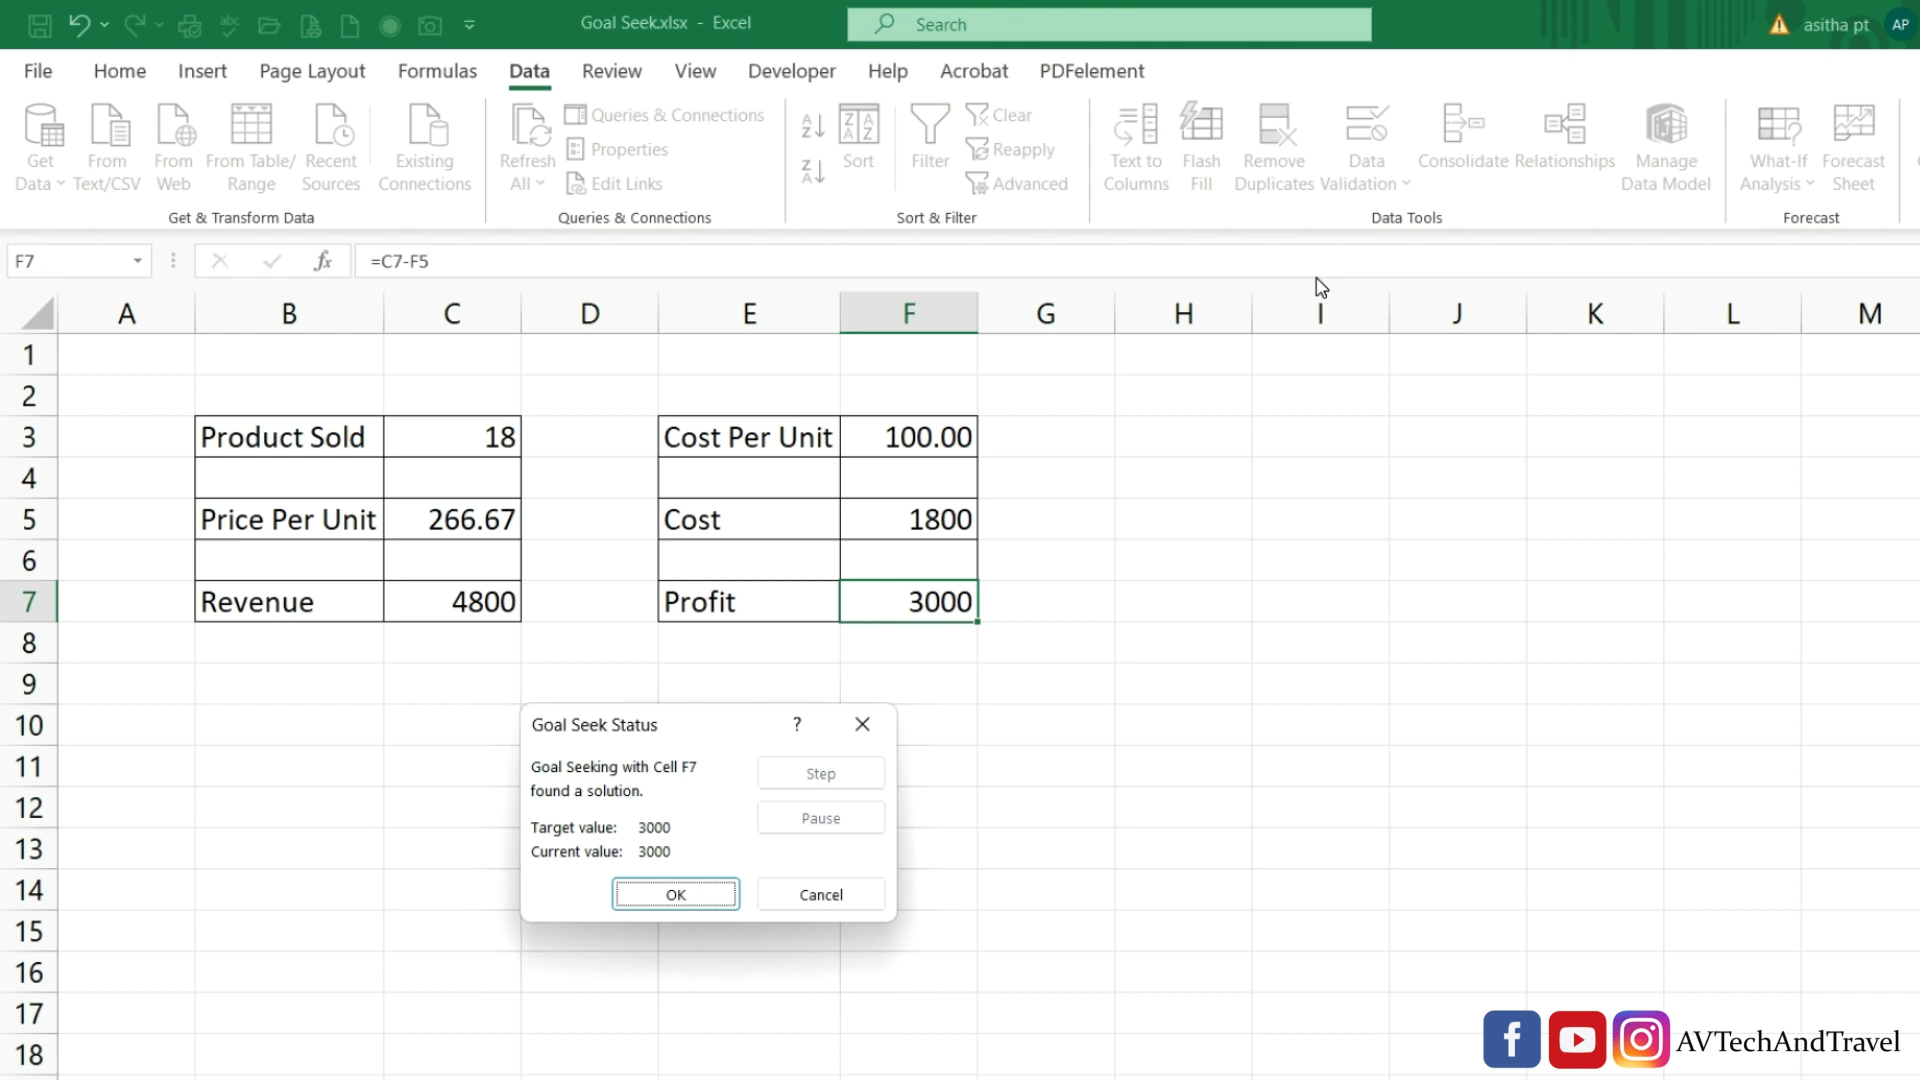 Goal Seek.xlsx - Excel
Search
asitha pt
AP
File Home Insert Page Layout Formulas Data Review View Developer Help Acrobat PDFelement
Get Data
From Text/CSV
From Web
From Table/ Range
Recent Sources
Existing Connections
Get & Transform Data
Refresh All
Queries & Connections
Properties
Edit Links
Queries & Connections
Sort
Filter
Clear
Reapply
Advanced
Sort & Filter
Text to Columns
Flash Fill
Remove Duplicates
Data Validation
Consolidate
Relationships
Manage Data Model
Data Tools
What-If Analysis
Forecast Sheet
Forecast
F7
fx
=C7-F5
A B C D E F G H I J K L M
1
2
3 Product Sold 18 Cost Per Unit 100.00
4
5 Price Per Unit 266.67 Cost 1800
6
7 Revenue 4800 Profit 3000
8
9
10
11
12
13
14
15
16
17
18
Goal Seek Status ?
Goal Seeking with Cell F7
found a solution.
Step
Pause
Target value: 3000
Current value: 3000
OK
Cancel
AVTechAndTravel